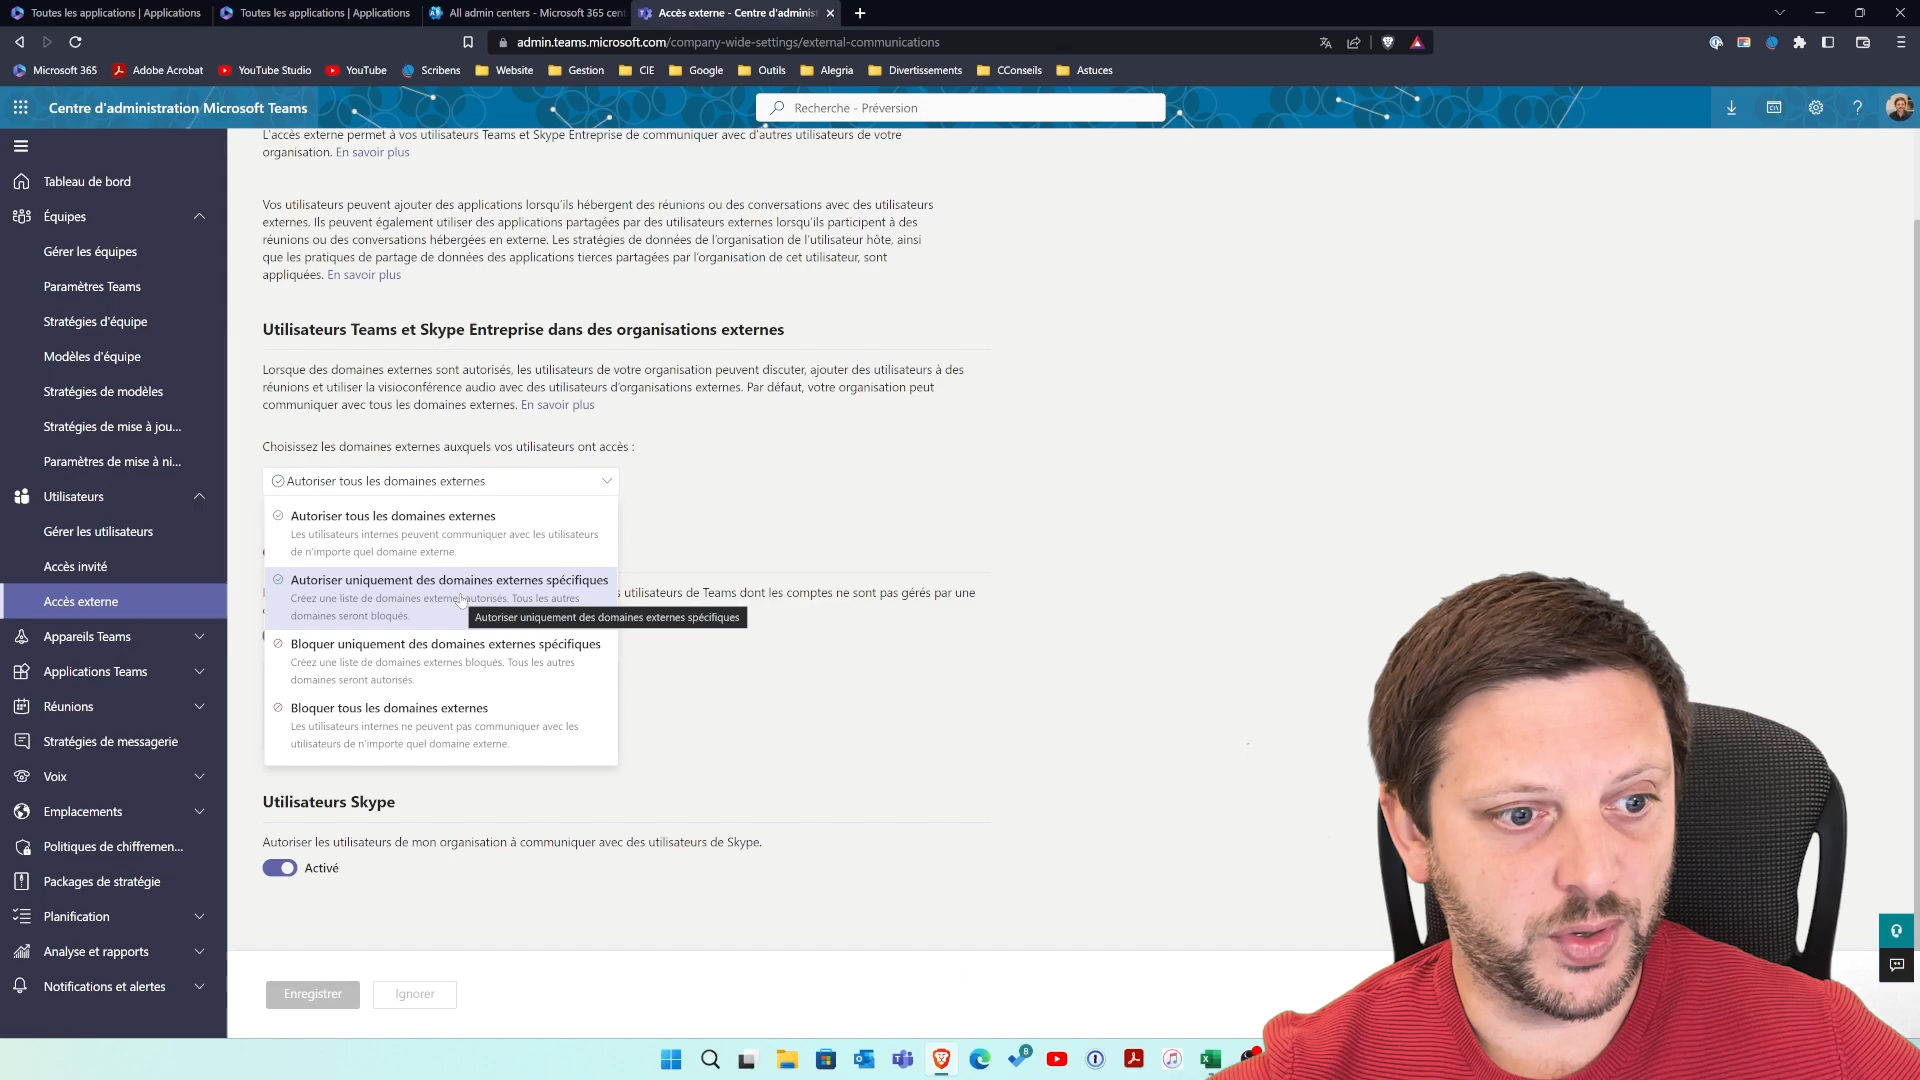 Toutes les applications | Applications
Toutes les applications | Applications
All admin centers - Microsoft 365 cen
Accès externe - Centre d'administ
admin.teams.microsoft.com/company-wide-settings/external-communications
Microsoft 365
Adobe Acrobat
YouTube Studio
YouTube
Scribens
Website
Gestion
CIE
Google
Outils
Alegria
Divertissements
CConseils
Astuces
Centre d'administration Microsoft Teams
Recherche - Préversion
Tableau de bord
Équipes
Gérer les équipes
Paramètres Teams
Stratégies d'équipe
Modèles d'équipe
Stratégies de modèles
Stratégies de mise à jou...
Paramètres de mise à ni...
Utilisateurs
Gérer les utilisateurs
Accès invité
Accès externe
Appareils Teams
Applications Teams
Réunions
Stratégies de messagerie
Voix
Emplacements
Politiques de chiffremen...
Packages de stratégie
Planification
Analyse et rapports
Notifications et alertes
L'accès externe permet à vos utilisateurs Teams et Skype Entreprise de communiquer avec d'autres utilisateurs de votre
organisation. En savoir plus
Vos utilisateurs peuvent ajouter des applications lorsqu'ils hébergent des réunions ou des conversations avec des utilisateurs
externes. Ils peuvent également utiliser des applications partagées par des utilisateurs externes lorsqu'ils participent à des
réunions ou des conversations hébergées en externe. Les stratégies de données de l'organisation de l'utilisateur hôte, ainsi
que les pratiques de partage de données des applications tierces partagées par l'organisation de cet utilisateur, sont
appliquées. En savoir plus
Utilisateurs Teams et Skype Entreprise dans des organisations externes
Lorsque des domaines externes sont autorisés, les utilisateurs de votre organisation peuvent discuter, ajouter des utilisateurs à des
réunions et utiliser la visioconférence audio avec des utilisateurs d'organisations externes. Par défaut, votre organisation peut
communiquer avec tous les domaines externes. En savoir plus
Choisissez les domaines externes auxquels vos utilisateurs ont accès :
Autoriser tous les domaines externes
Autoriser tous les domaines externes
Les utilisateurs internes peuvent communiquer avec les utilisateurs
de n'importe quel domaine externe.
Autoriser uniquement des domaines externes spécifiques
Créez une liste de domaines externes autorisés. Tous les autres
domaines seront bloqués.
utilisateurs de Teams dont les comptes ne sont pas gérés par une
Autoriser uniquement des domaines externes spécifiques
Bloquer uniquement des domaines externes spécifiques
Créez une liste de domaines externes bloqués. Tous les autres
domaines seront autorisés.
Bloquer tous les domaines externes
Les utilisateurs internes ne peuvent pas communiquer avec les
utilisateurs de n'importe quel domaine externe.
Utilisateurs Skype
Autoriser les utilisateurs de mon organisation à communiquer avec des utilisateurs de Skype.
Activé
Enregistrer
Ignorer
8